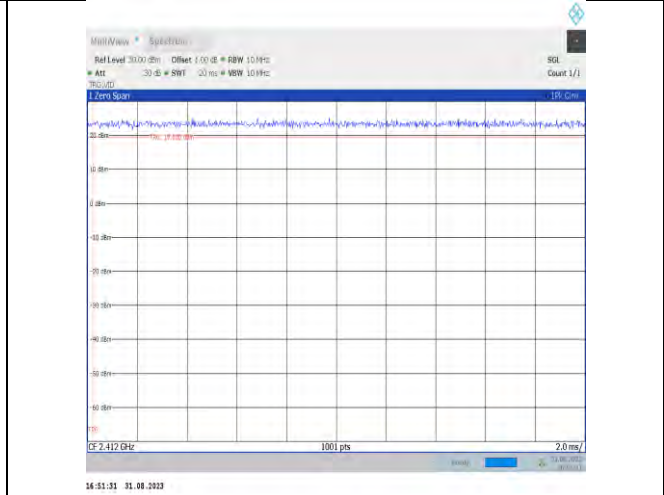 MultiView Spectrum
Ref Level 30.00 dBm Offset 1.00 dB RBW 10 MHz SGL
Att 30 dB SWT 20 ms VBW 10 MHz Count 1/1
TRG:VID
1 Zero Span 1Pk Clrw
20 dBm
10 dBm
0 dBm
-10 dBm
-20 dBm
-30 dBm
-40 dBm
-50 dBm
-60 dBm
CF 2.412 GHz 1001 pts 2.0 ms/
16:51:31 31.08.2023